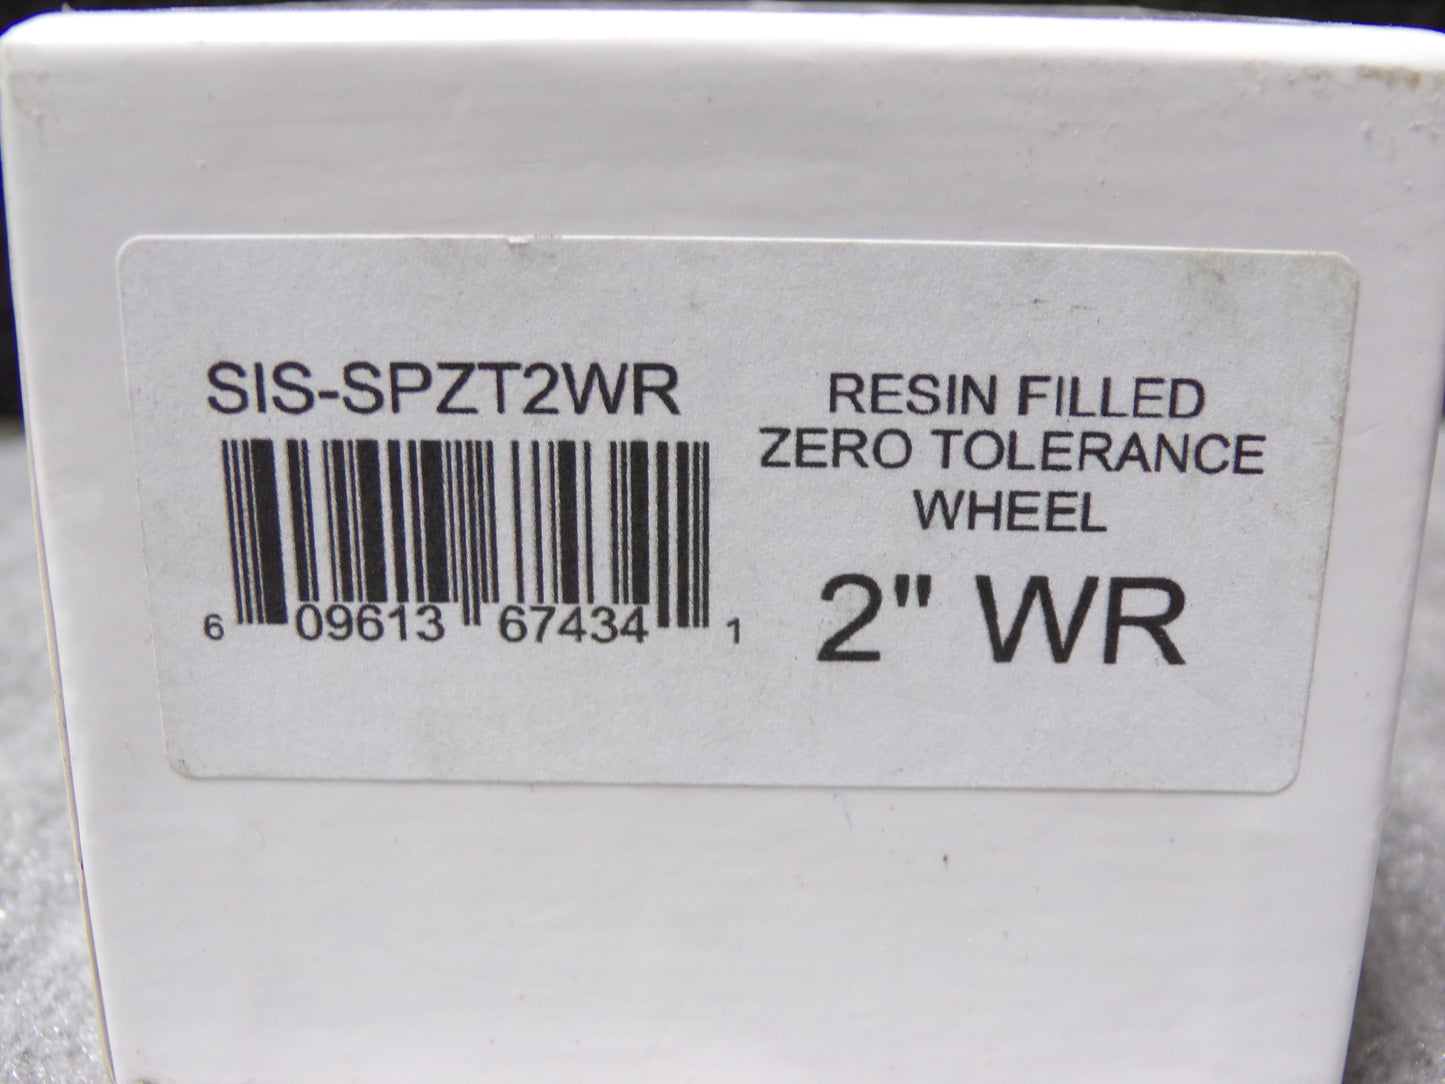 SIS-SPZT2WR
6 09613 67434 1
RESIN FILLED
ZERO TOLERANCE
WHEEL
2" WR